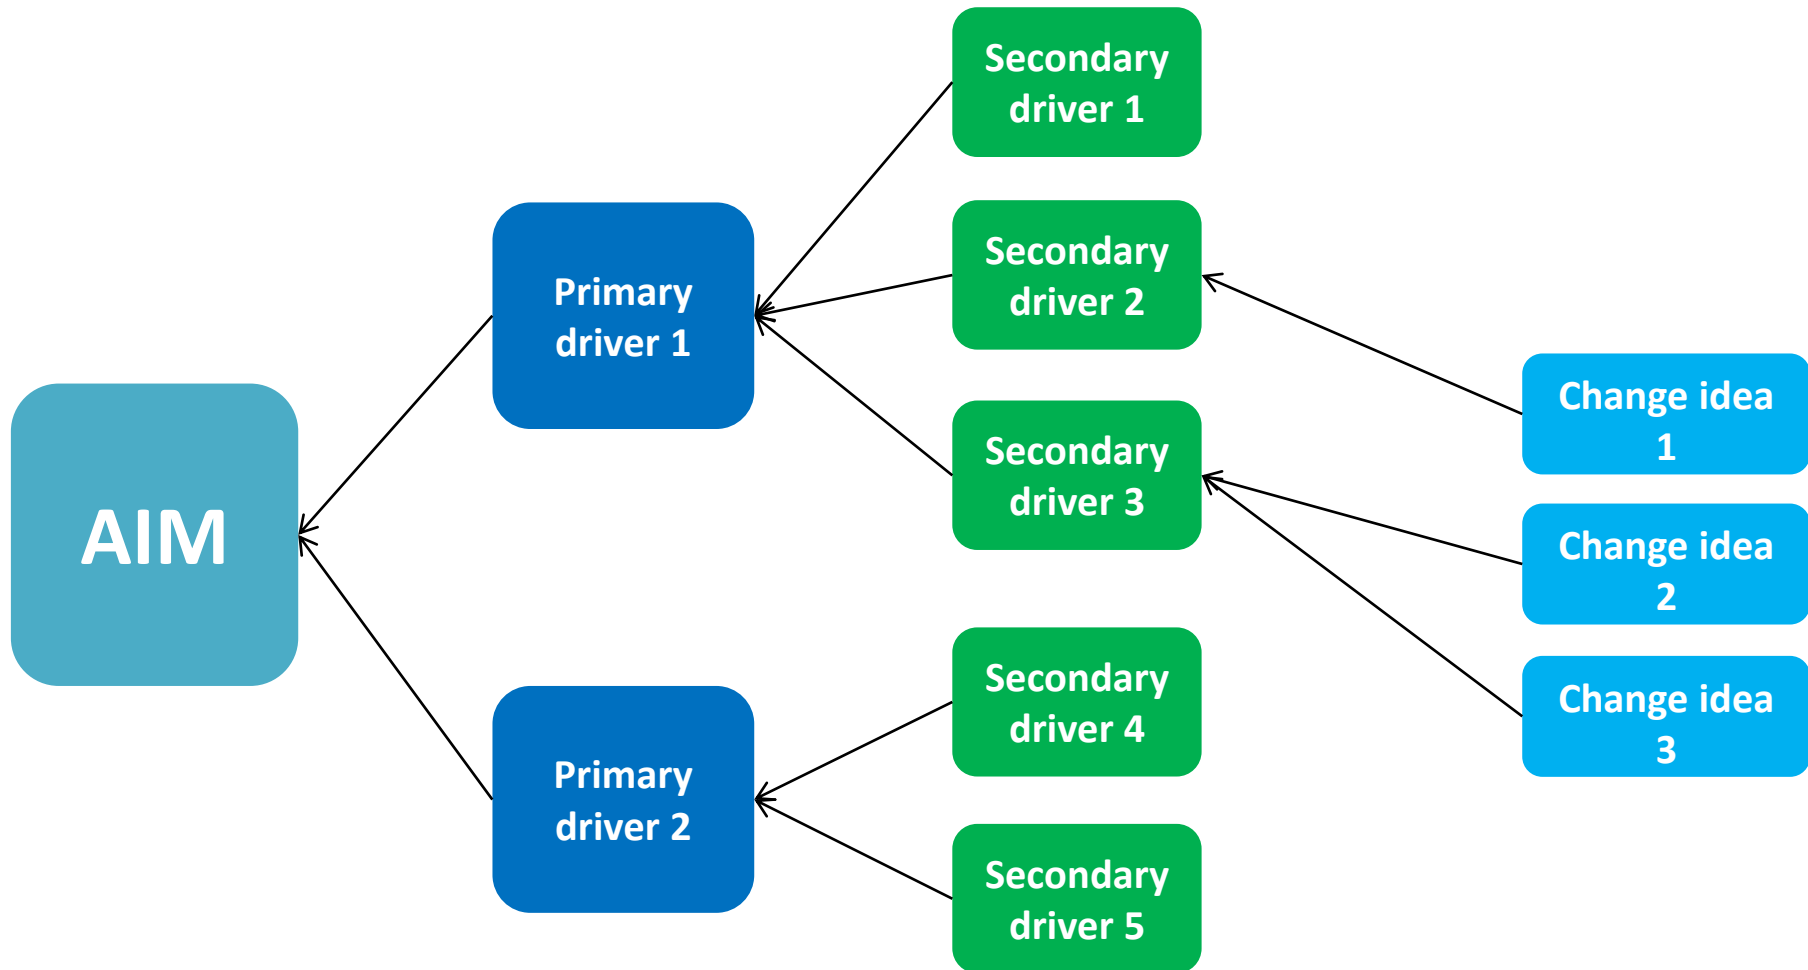 AIM
Primary
driver 1
Primary
driver 2
Secondary
driver 1
Secondary
driver 2
Secondary
driver 3
Secondary
driver 4
Secondary
driver 5
Change idea
1
Change idea
2
Change idea
3